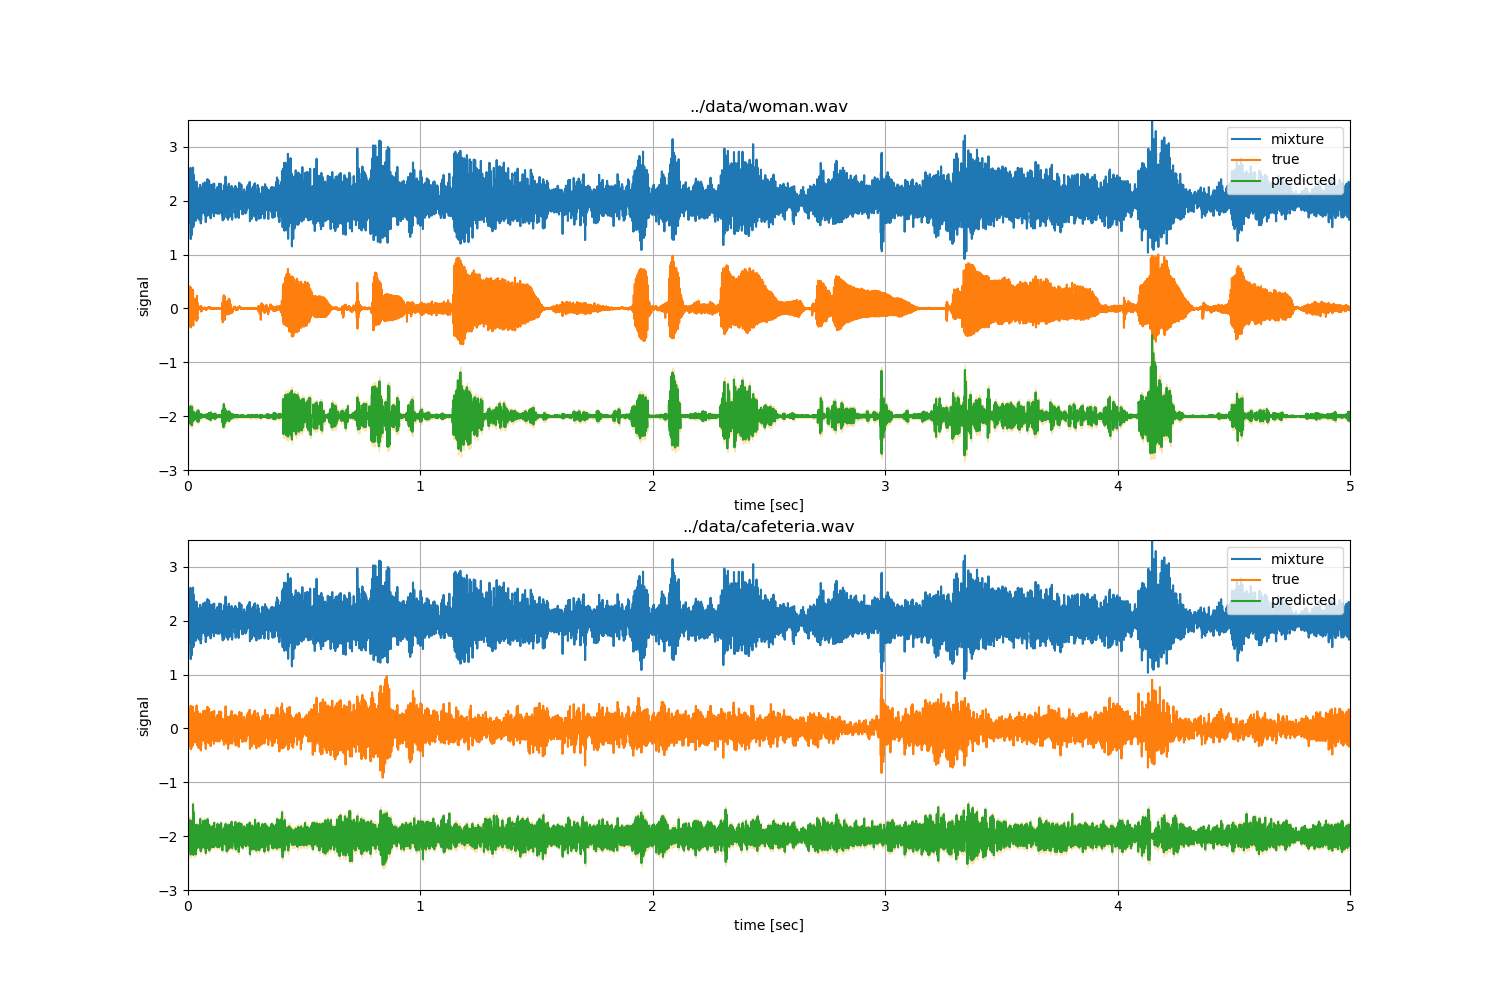 ../data/woman.wav
mixture
true
predicted
3
2
1
0
−1
−2
−3
signal
0 1 2 3 4 5
time [sec]
../data/cafeteria.wav
mixture
true
predicted
3
2
1
0
−1
−2
−3
signal
0 1 2 3 4 5
time [sec]